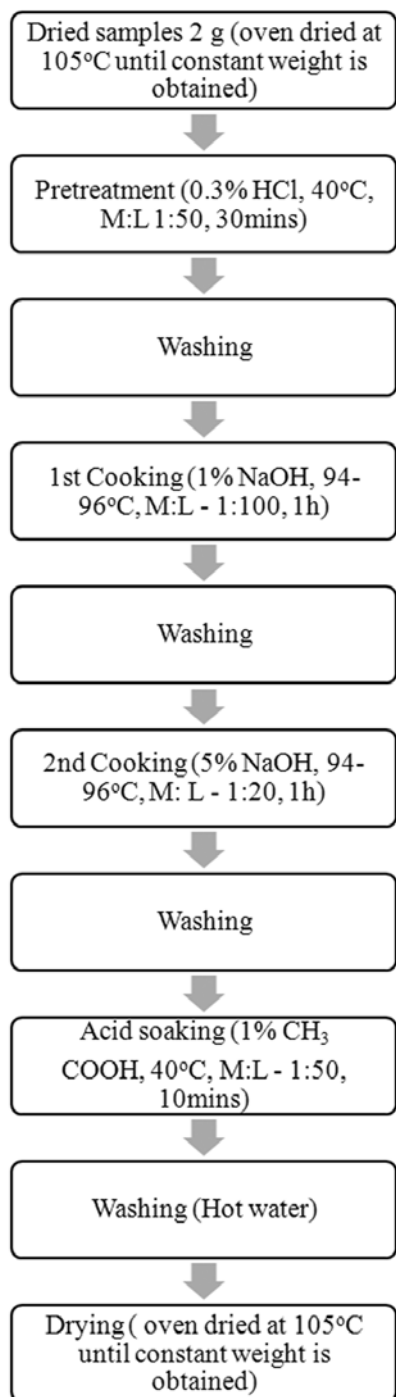 Dried samples 2 g (oven dried at
105°C until constant weight is
obtained)
Pretreatment (0.3% HCl, 40°C,
M:L 1:50, 30mins)
Washing
1st Cooking (1% NaOH, 94-
96°C, M:L - 1:100, 1h)
Washing
2nd Cooking (5% NaOH, 94-
96°C, M: L - 1:20, 1h)
Washing
Acid soaking (1% CH₃
COOH, 40°C, M:L - 1:50,
10mins)
Washing (Hot water)
Drying ( oven dried at 105°C
until constant weight is
obtained)